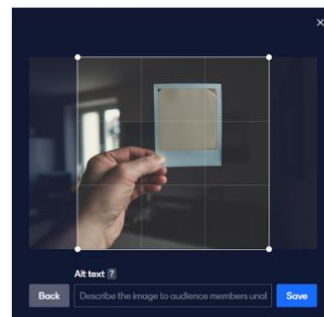 ×
Alt text ?
Back
Describe the image to audience members unal
Save